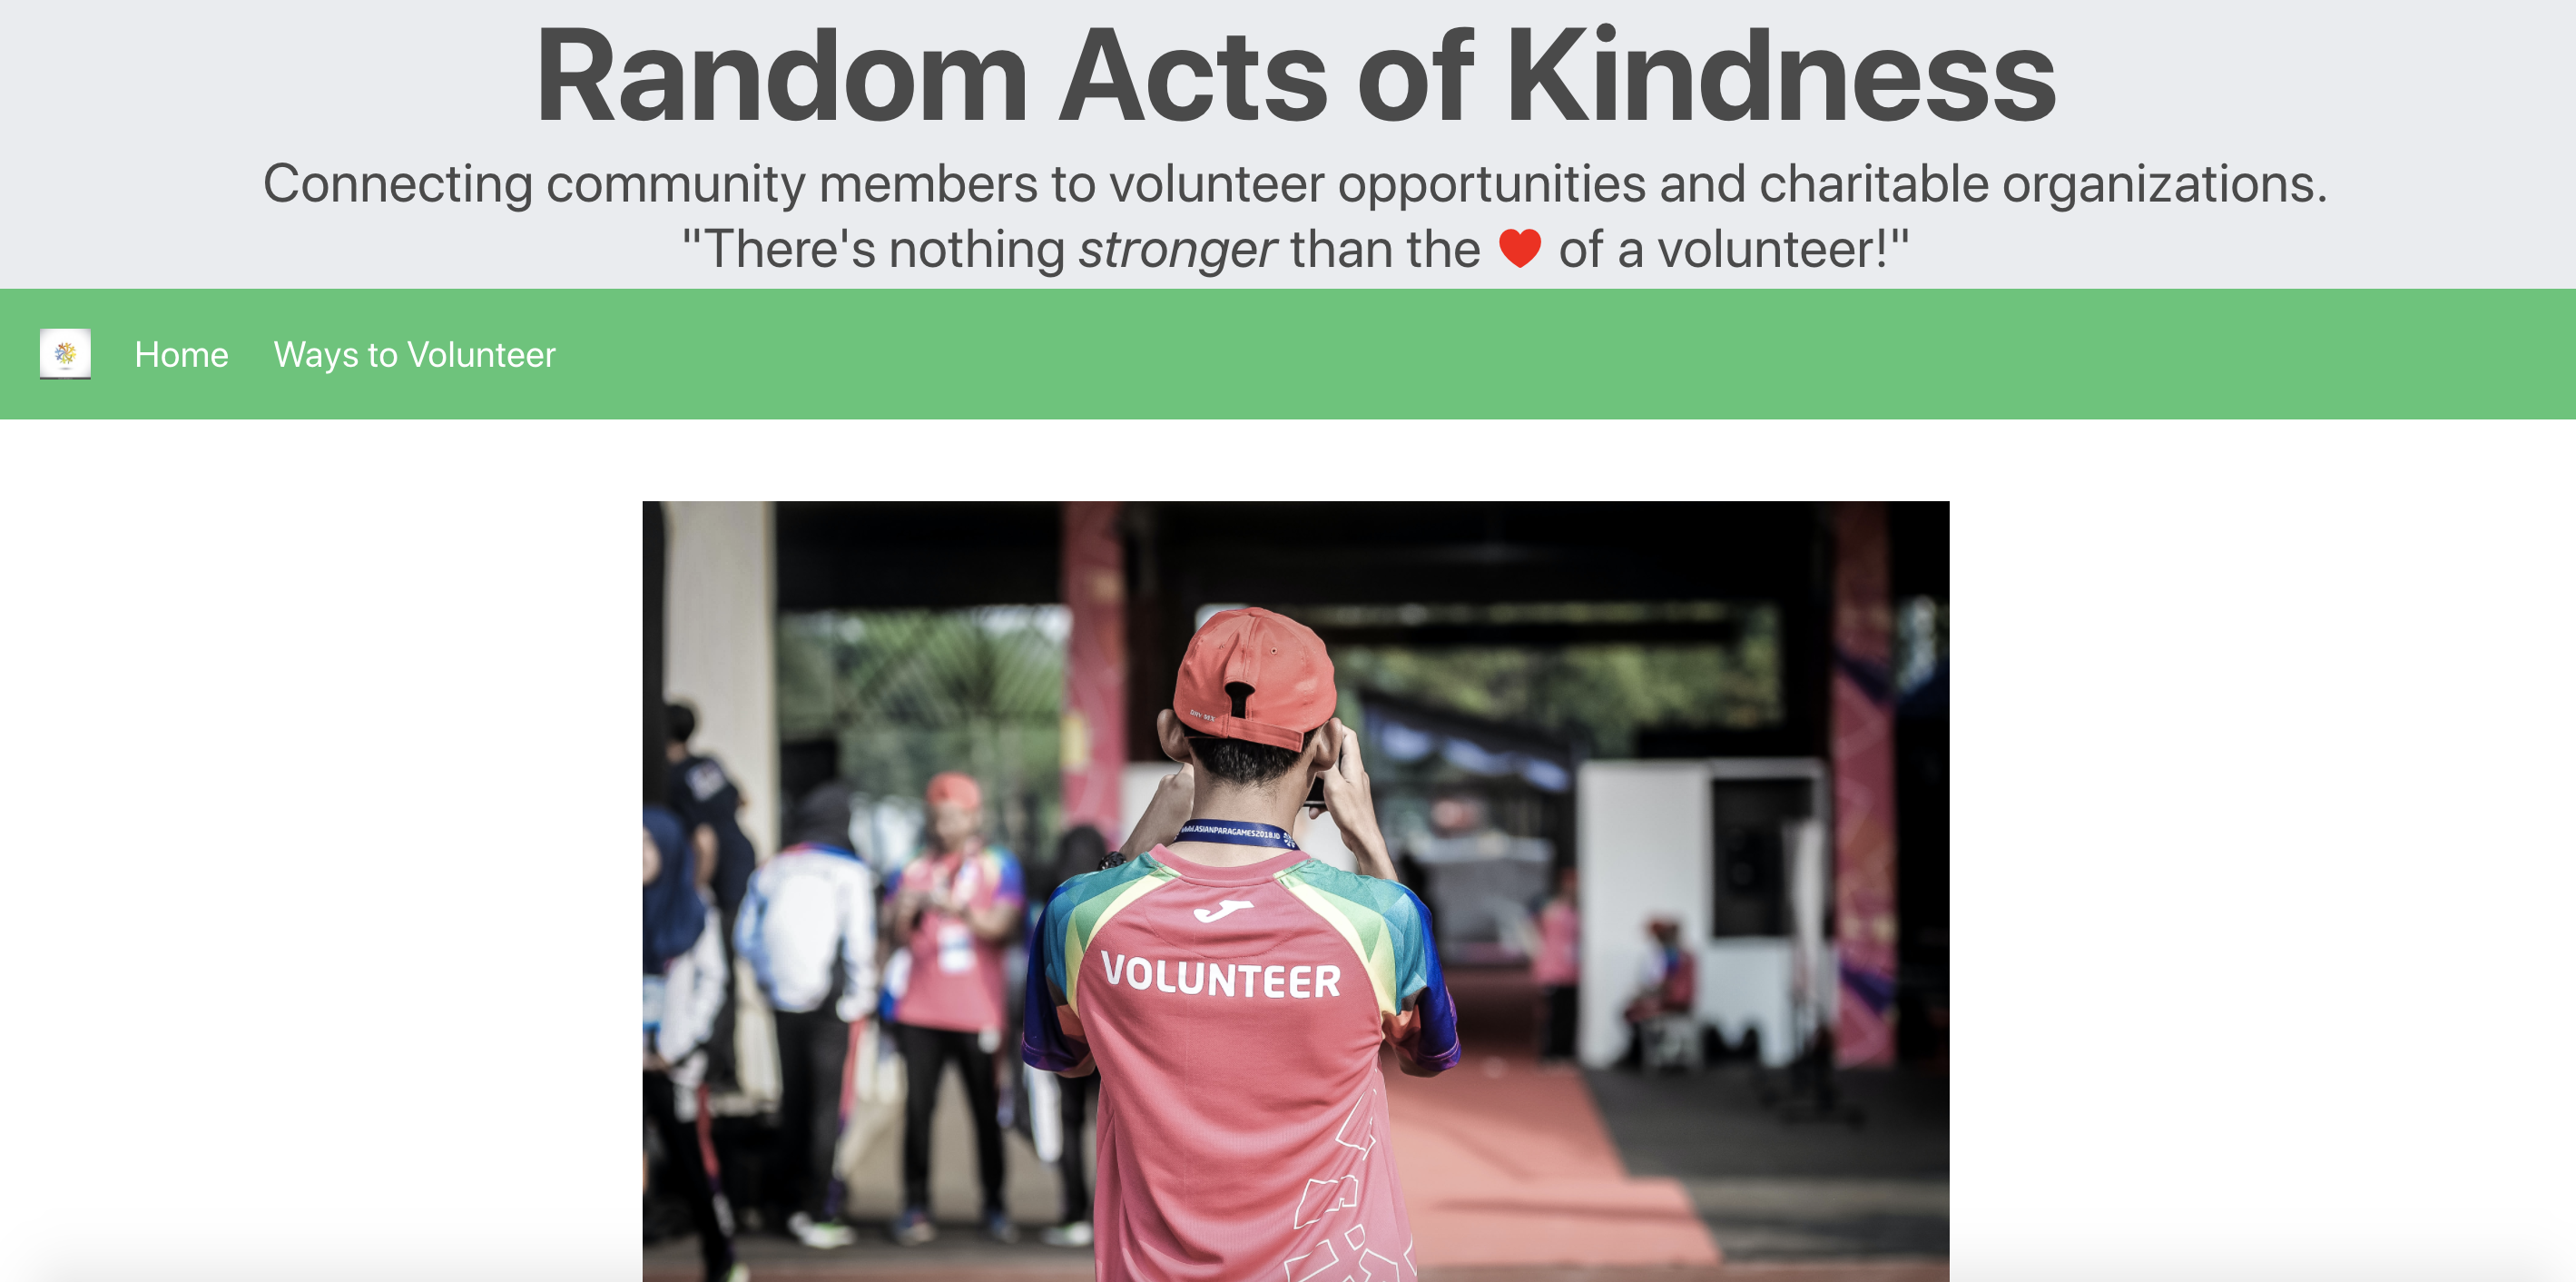 Random Acts of Kindness
Connecting community members to volunteer opportunities and charitable organizations.
"There's nothing stronger than the ❤️ of a volunteer!"
Home Ways to Volunteer
www.ASIANPARAGAMES2018.ID
VOLUNTEER